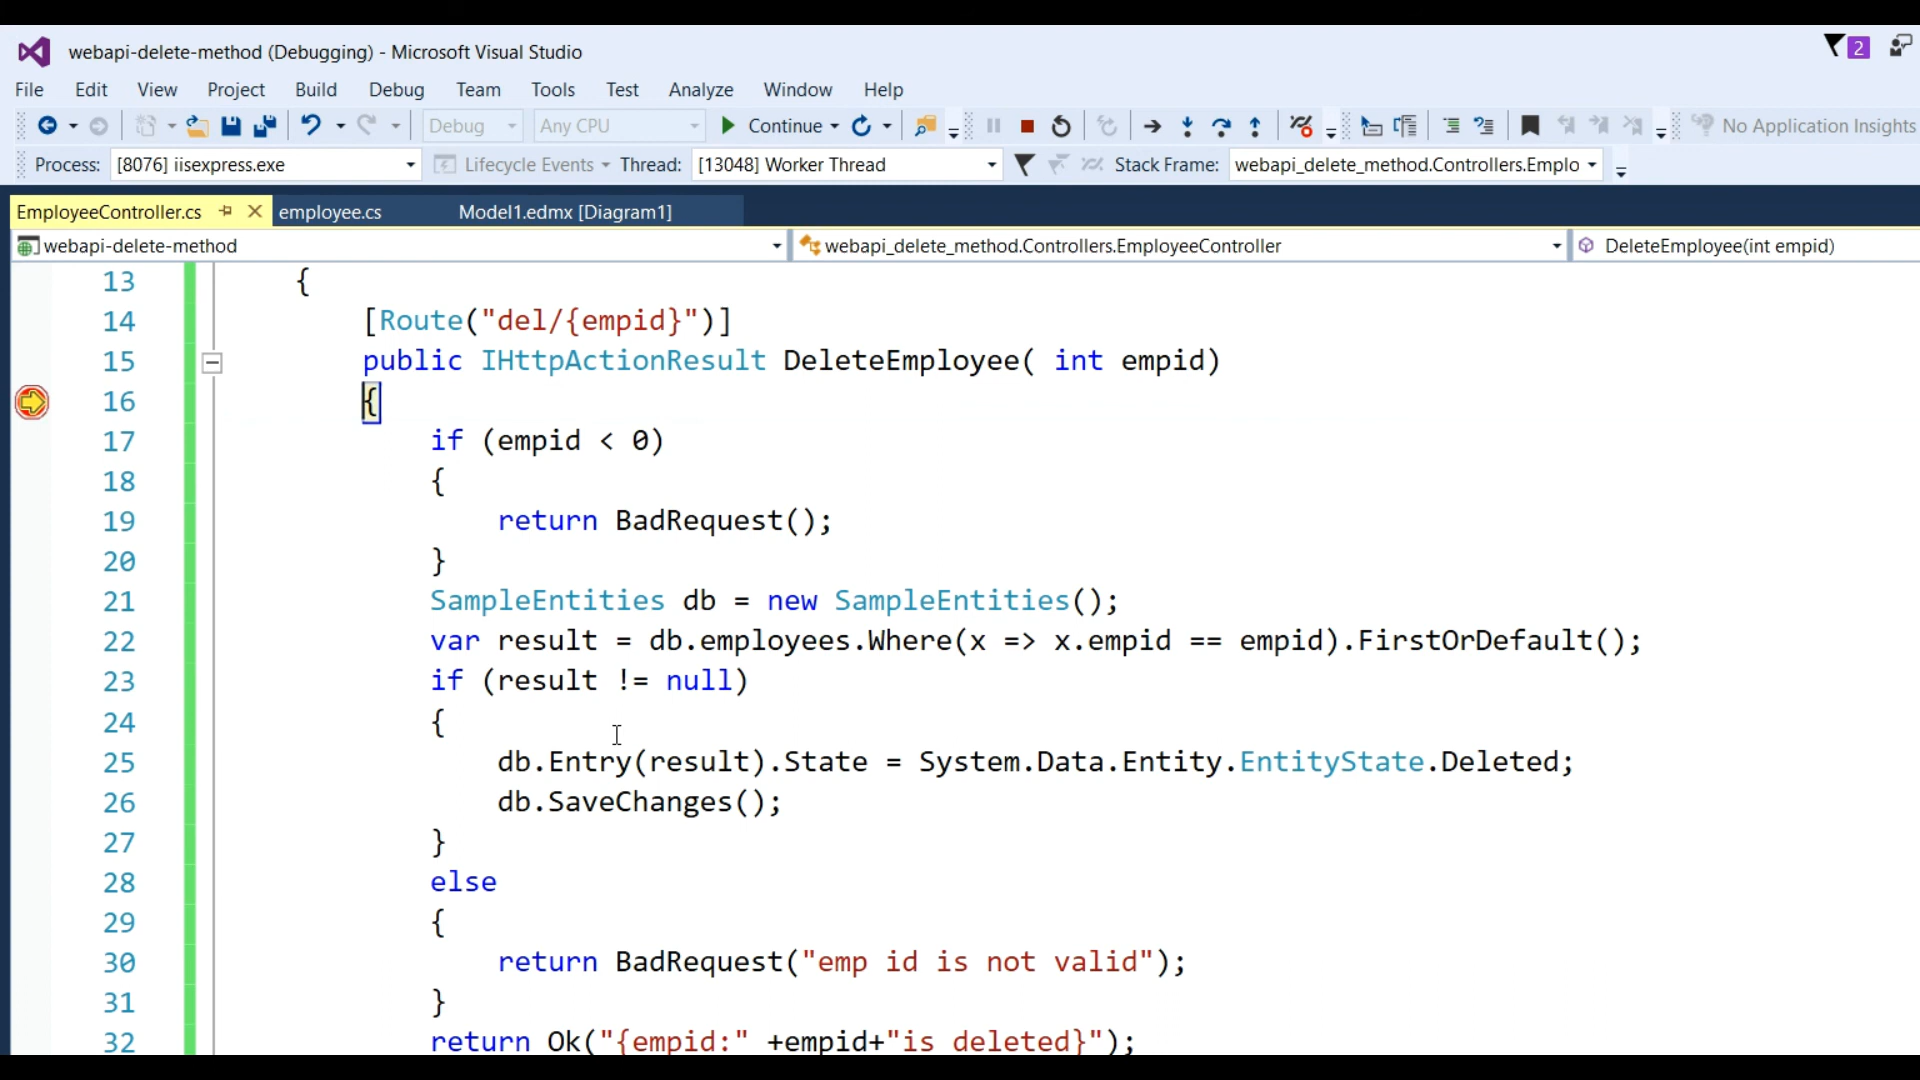 webapi-delete-method (Debugging) - Microsoft Visual Studio
2
File Edit View Project Build Debug Team Tools Test Analyze Window Help
Debug Any CPU Continue No Application Insights
Process: [8076] iisexpress.exe Lifecycle Events Thread: [13048] Worker Thread Stack Frame: webapi_delete_method.Controllers.Emplo
EmployeeController.cs employee.cs Model1.edmx [Diagram1]
webapi-delete-method webapi_delete_method.Controllers.EmployeeController DeleteEmployee(int empid)
13 {
14 [Route("del/{empid}")]
15 public IHttpActionResult DeleteEmployee( int empid)
16 {
17 if (empid < 0)
18 {
19 return BadRequest();
20 }
21 SampleEntities db = new SampleEntities();
22 var result = db.employees.Where(x => x.empid == empid).FirstOrDefault();
23 if (result != null)
24 {
25 db.Entry(result).State = System.Data.Entity.EntityState.Deleted;
26 db.SaveChanges();
27 }
28 else
29 {
30 return BadRequest("emp id is not valid");
31 }
32 return Ok("{empid:" +empid+"is deleted}");